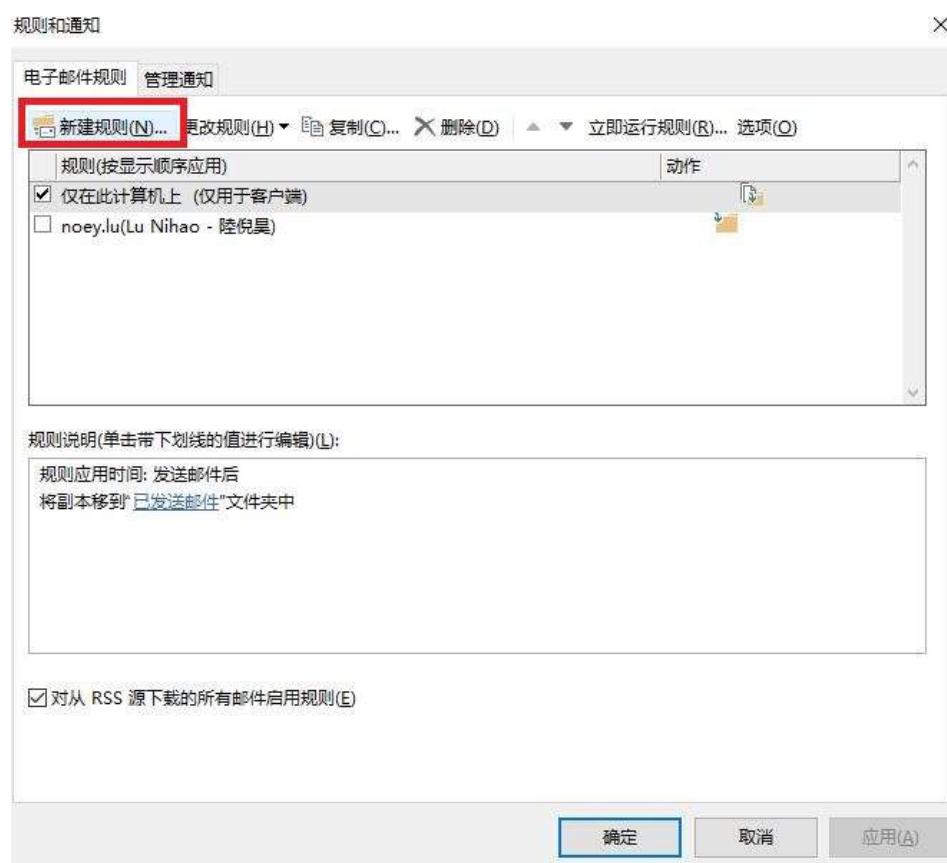 规则和通知
电子邮件规则 管理通知
新建规则(N)... 更改规则(H) 复制(C)... 删除(D) 立即运行规则(R)... 选项(O)
规则(按显示顺序应用) 动作
仅在此计算机上 (仅用于客户端)
noey.lu(Lu Nihao - 陸倪昊)
规则说明(单击带下划线的值进行编辑)(L):
规则应用时间: 发送邮件后
将副本移到“已发送邮件”文件夹中
对从 RSS 源下载的所有邮件启用规则(E)
确定 取消 应用(A)